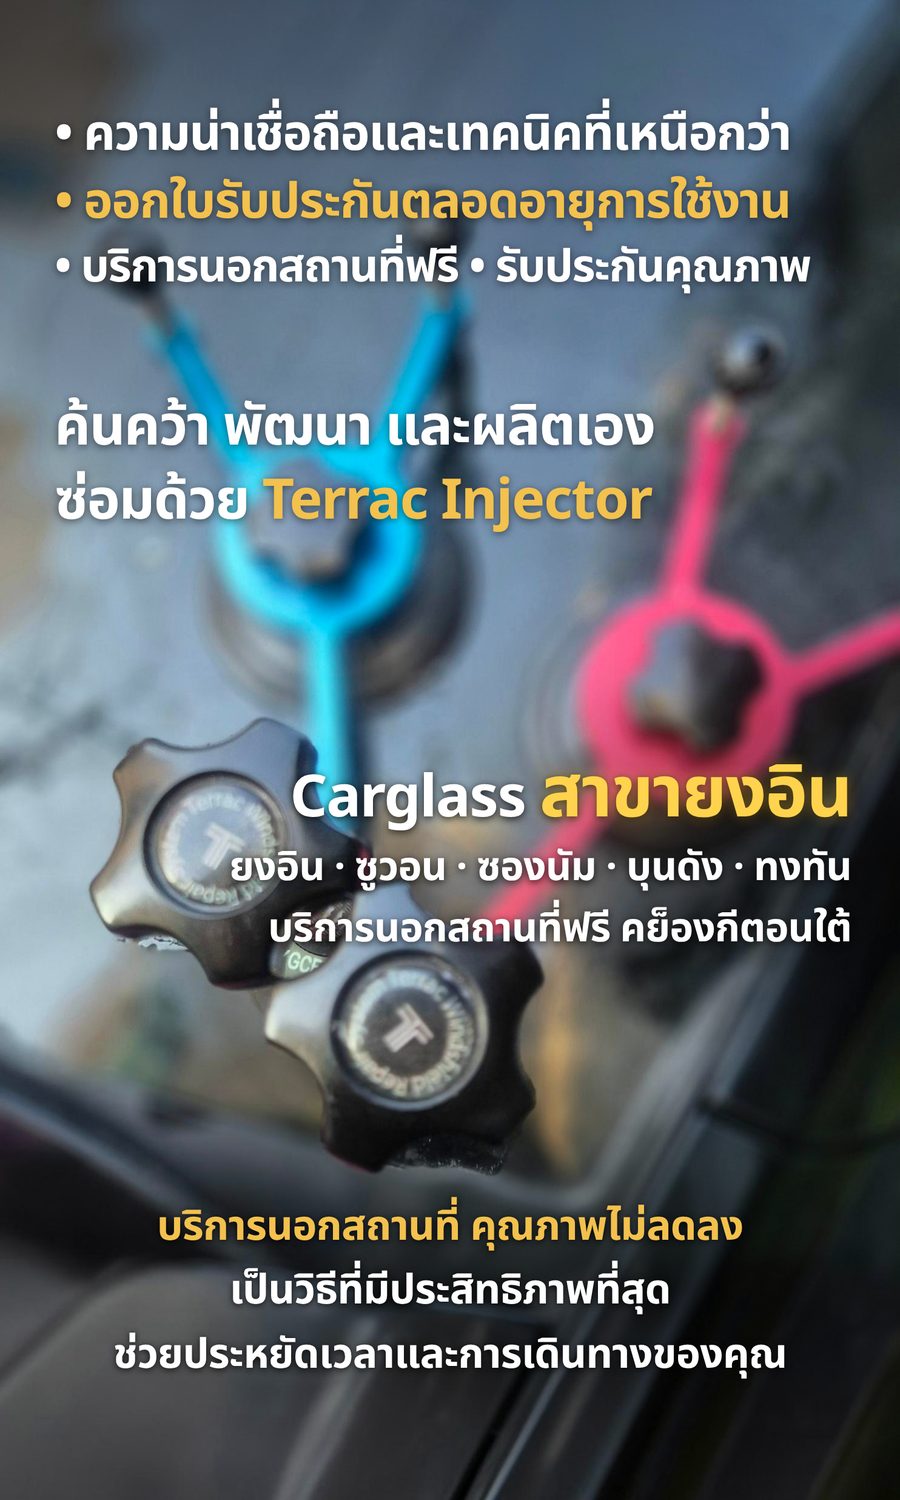 • ความน่าเชื่อถือและเทคนิคที่เหนือกว่า
• ออกใบรับประกันตลอดอายุการใช้งาน
• บริการนอกสถานที่ฟรี • รับประกันคุณภาพ
ค้นคว้า พัฒนา และผลิตเอง
ซ่อมด้วย Terrac Injector
Carglass สาขายงอิน
ยงอิน · ซูวอน · ซองนัม · บุนดัง · ทงทัน
บริการนอกสถานที่ฟรี คย็องกีตอนใต้
Terrac Windshield Repair
บริการนอกสถานที่ คุณภาพไม่ลดลง
เป็นวิธีที่มีประสิทธิภาพที่สุด
ช่วยประหยัดเวลาและการเดินทางของคุณ